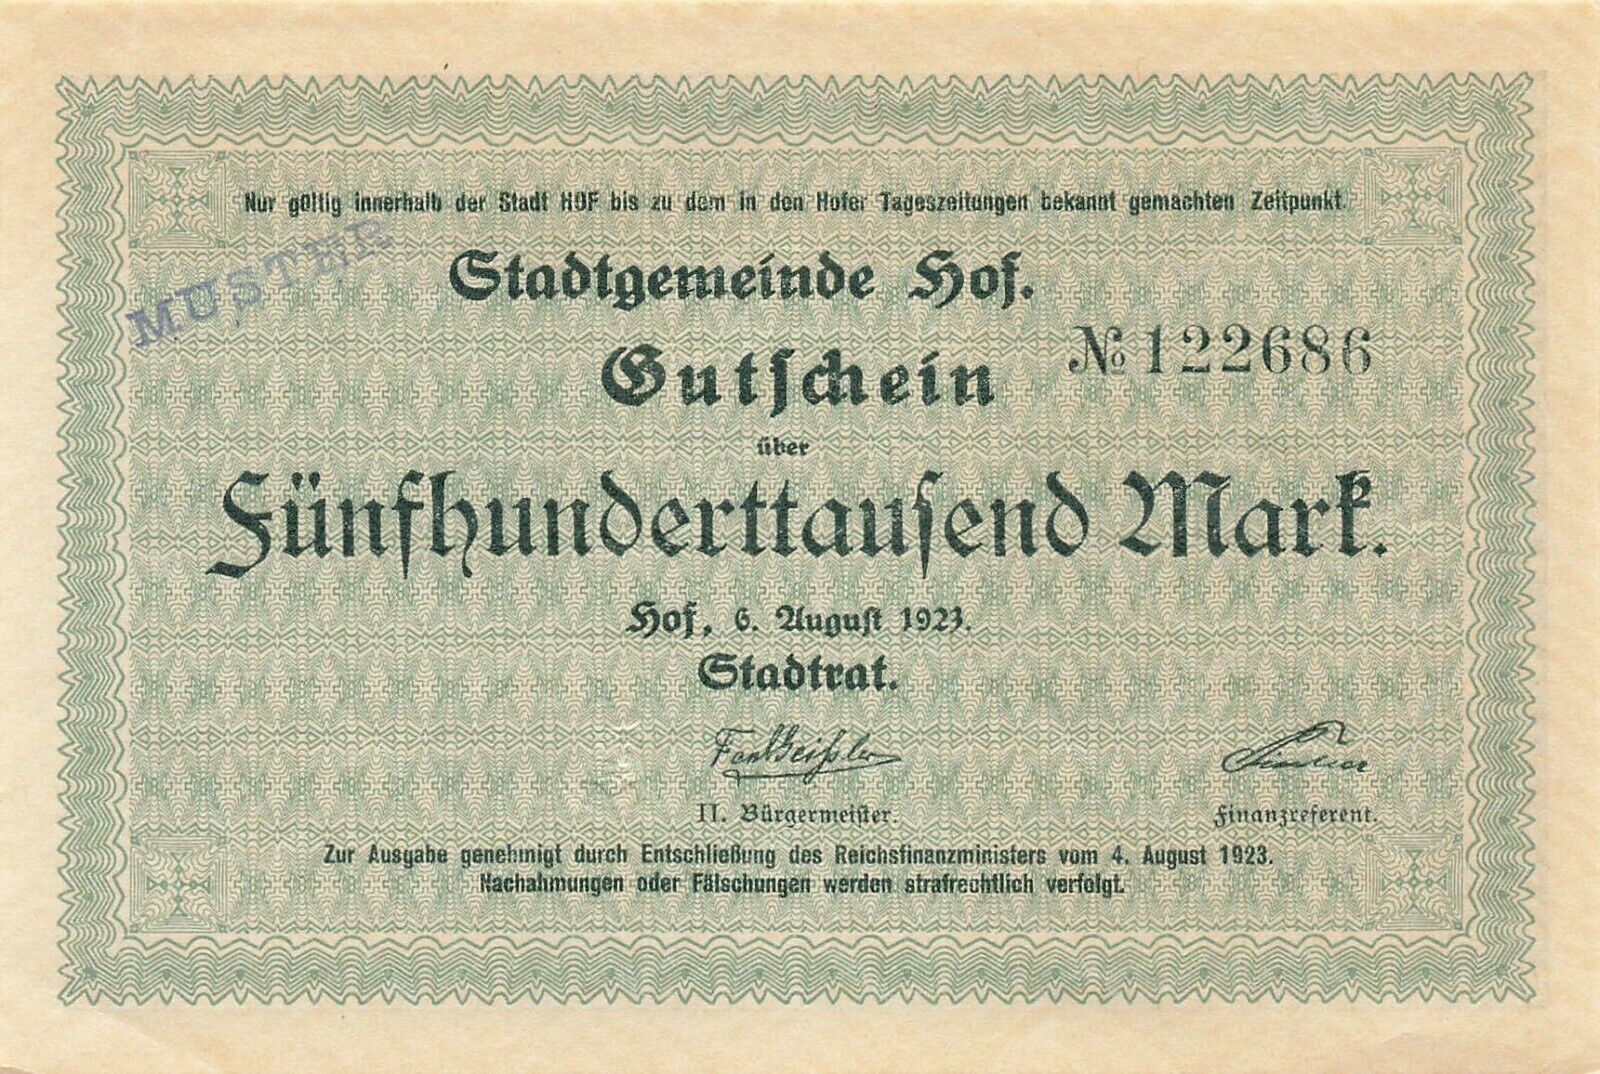 Nur gültig innerhalb der Stadt HOF bis zu dem in den Hofer Tageszeitungen bekannt gemachten Zeitpunkt.
MUSTER
Stadtgemeinde Hof.
Gutschein
№ 122686
über
Fünfhunderttausend Mark.
Hof, 6. August 1923.
Stadtrat.
II. Bürgermeister.
Finanzreferent.
Zur Ausgabe genehmigt durch Entschließung des Reichsfinanzministers vom 4. August 1923.
Nachahmungen oder Fälschungen werden strafrechtlich verfolgt.